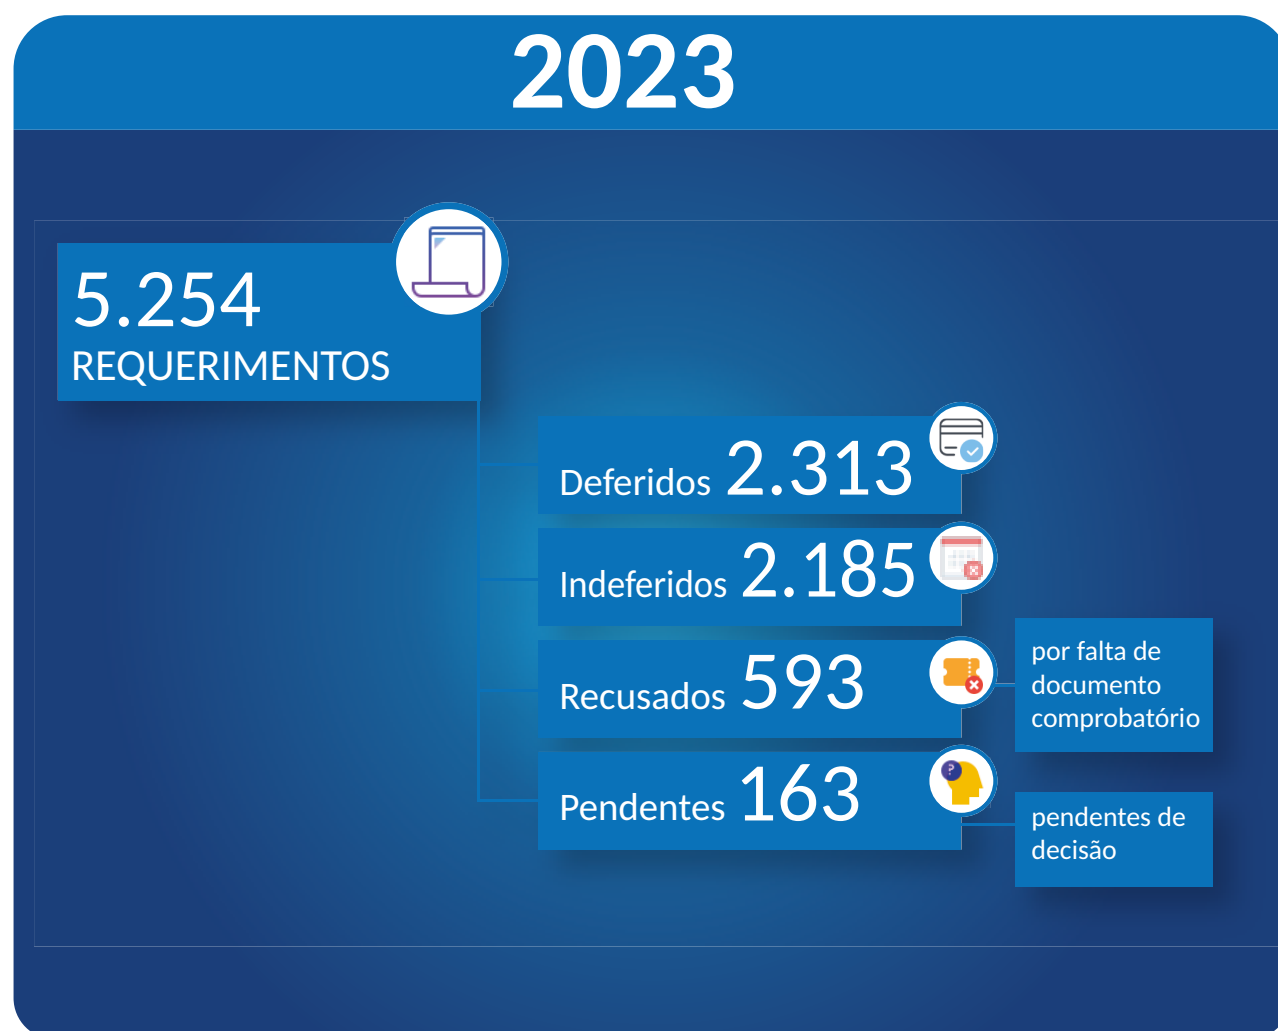 2023
5.254
REQUERIMENTOS
Deferidos 2.313
Indeferidos 2.185
Recusados 593
por falta de
documento
comprobatório
Pendentes 163
?
pendentes de
decisão